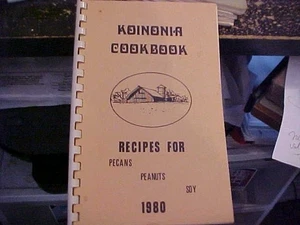 KOINONIA
COOKBOOK
RECIPES FOR
PECANS
PEANUTS
SOY
1980